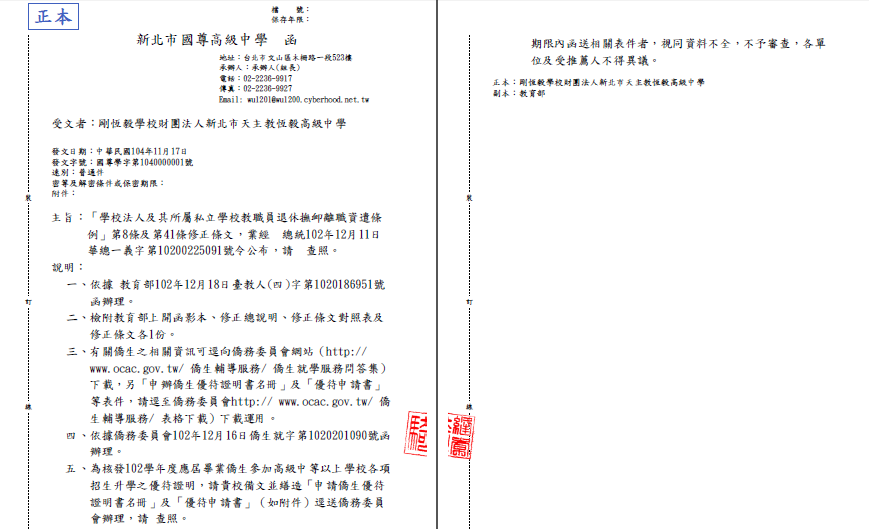 正本
檔　　號：
保存年限：
新北市國尊高級中學　函
地址：台北市文山區木柵路一段523號
承辦人：承辦人(組長)
電話：02-2236-9917
傳真：02-2236-9927
Email: wu1201@wu1200.cyberhood.net.tw
受文者：剛恆毅學校財團法人新北市天主教恆毅高級中學
發文日期：中華民國104年11月17日
發文字號：國尊學字第1040000001號
速別：普通件
密等及解密條件或保密期限：
附件：
主旨：「學校法人及其所屬私立學校教職員退休撫卹離職資遣條
例」第8條及第41條修正條文，業經　總統102年12月11日
華總一義字第10200225091號令公布，請　查照。
說明：
一、依據 教育部102年12月18日臺教人(四)字第1020186951號
函辦理。
二、檢附教育部上開函影本、修正總說明、修正條文對照表及
修正條文各1份。
三、有關僑生之相關資訊可逕向僑務委員會網站（http://
www.ocac.gov.tw/ 僑生輔導服務/ 僑生就學服務問答集）
下載，另「申辦僑生優待證明書名冊」及「優待申請書」
等表件，請逕至僑務委員會http:// www.ocac.gov.tw/ 僑
生輔導服務/ 表格下載）下載運用。
四、依據僑務委員會102年12月16日僑生就字第1020201090號函
辦理。
五、為核發102學年度應屆畢業僑生參加高級中等以上學校各項
招生升學之優待證明，請貴校備文並繕造「申請僑生優待
證明書名冊」及「優待申請書」（如附件）逕送僑務委員
會辦理，請 查照。
裝
訂
線
期限內函送相關表件者，視同資料不全，不予審查，各單
位及受推薦人不得異議。
正本：剛恆毅學校財團法人新北市天主教恆毅高級中學
副本：教育部
裝
訂
線